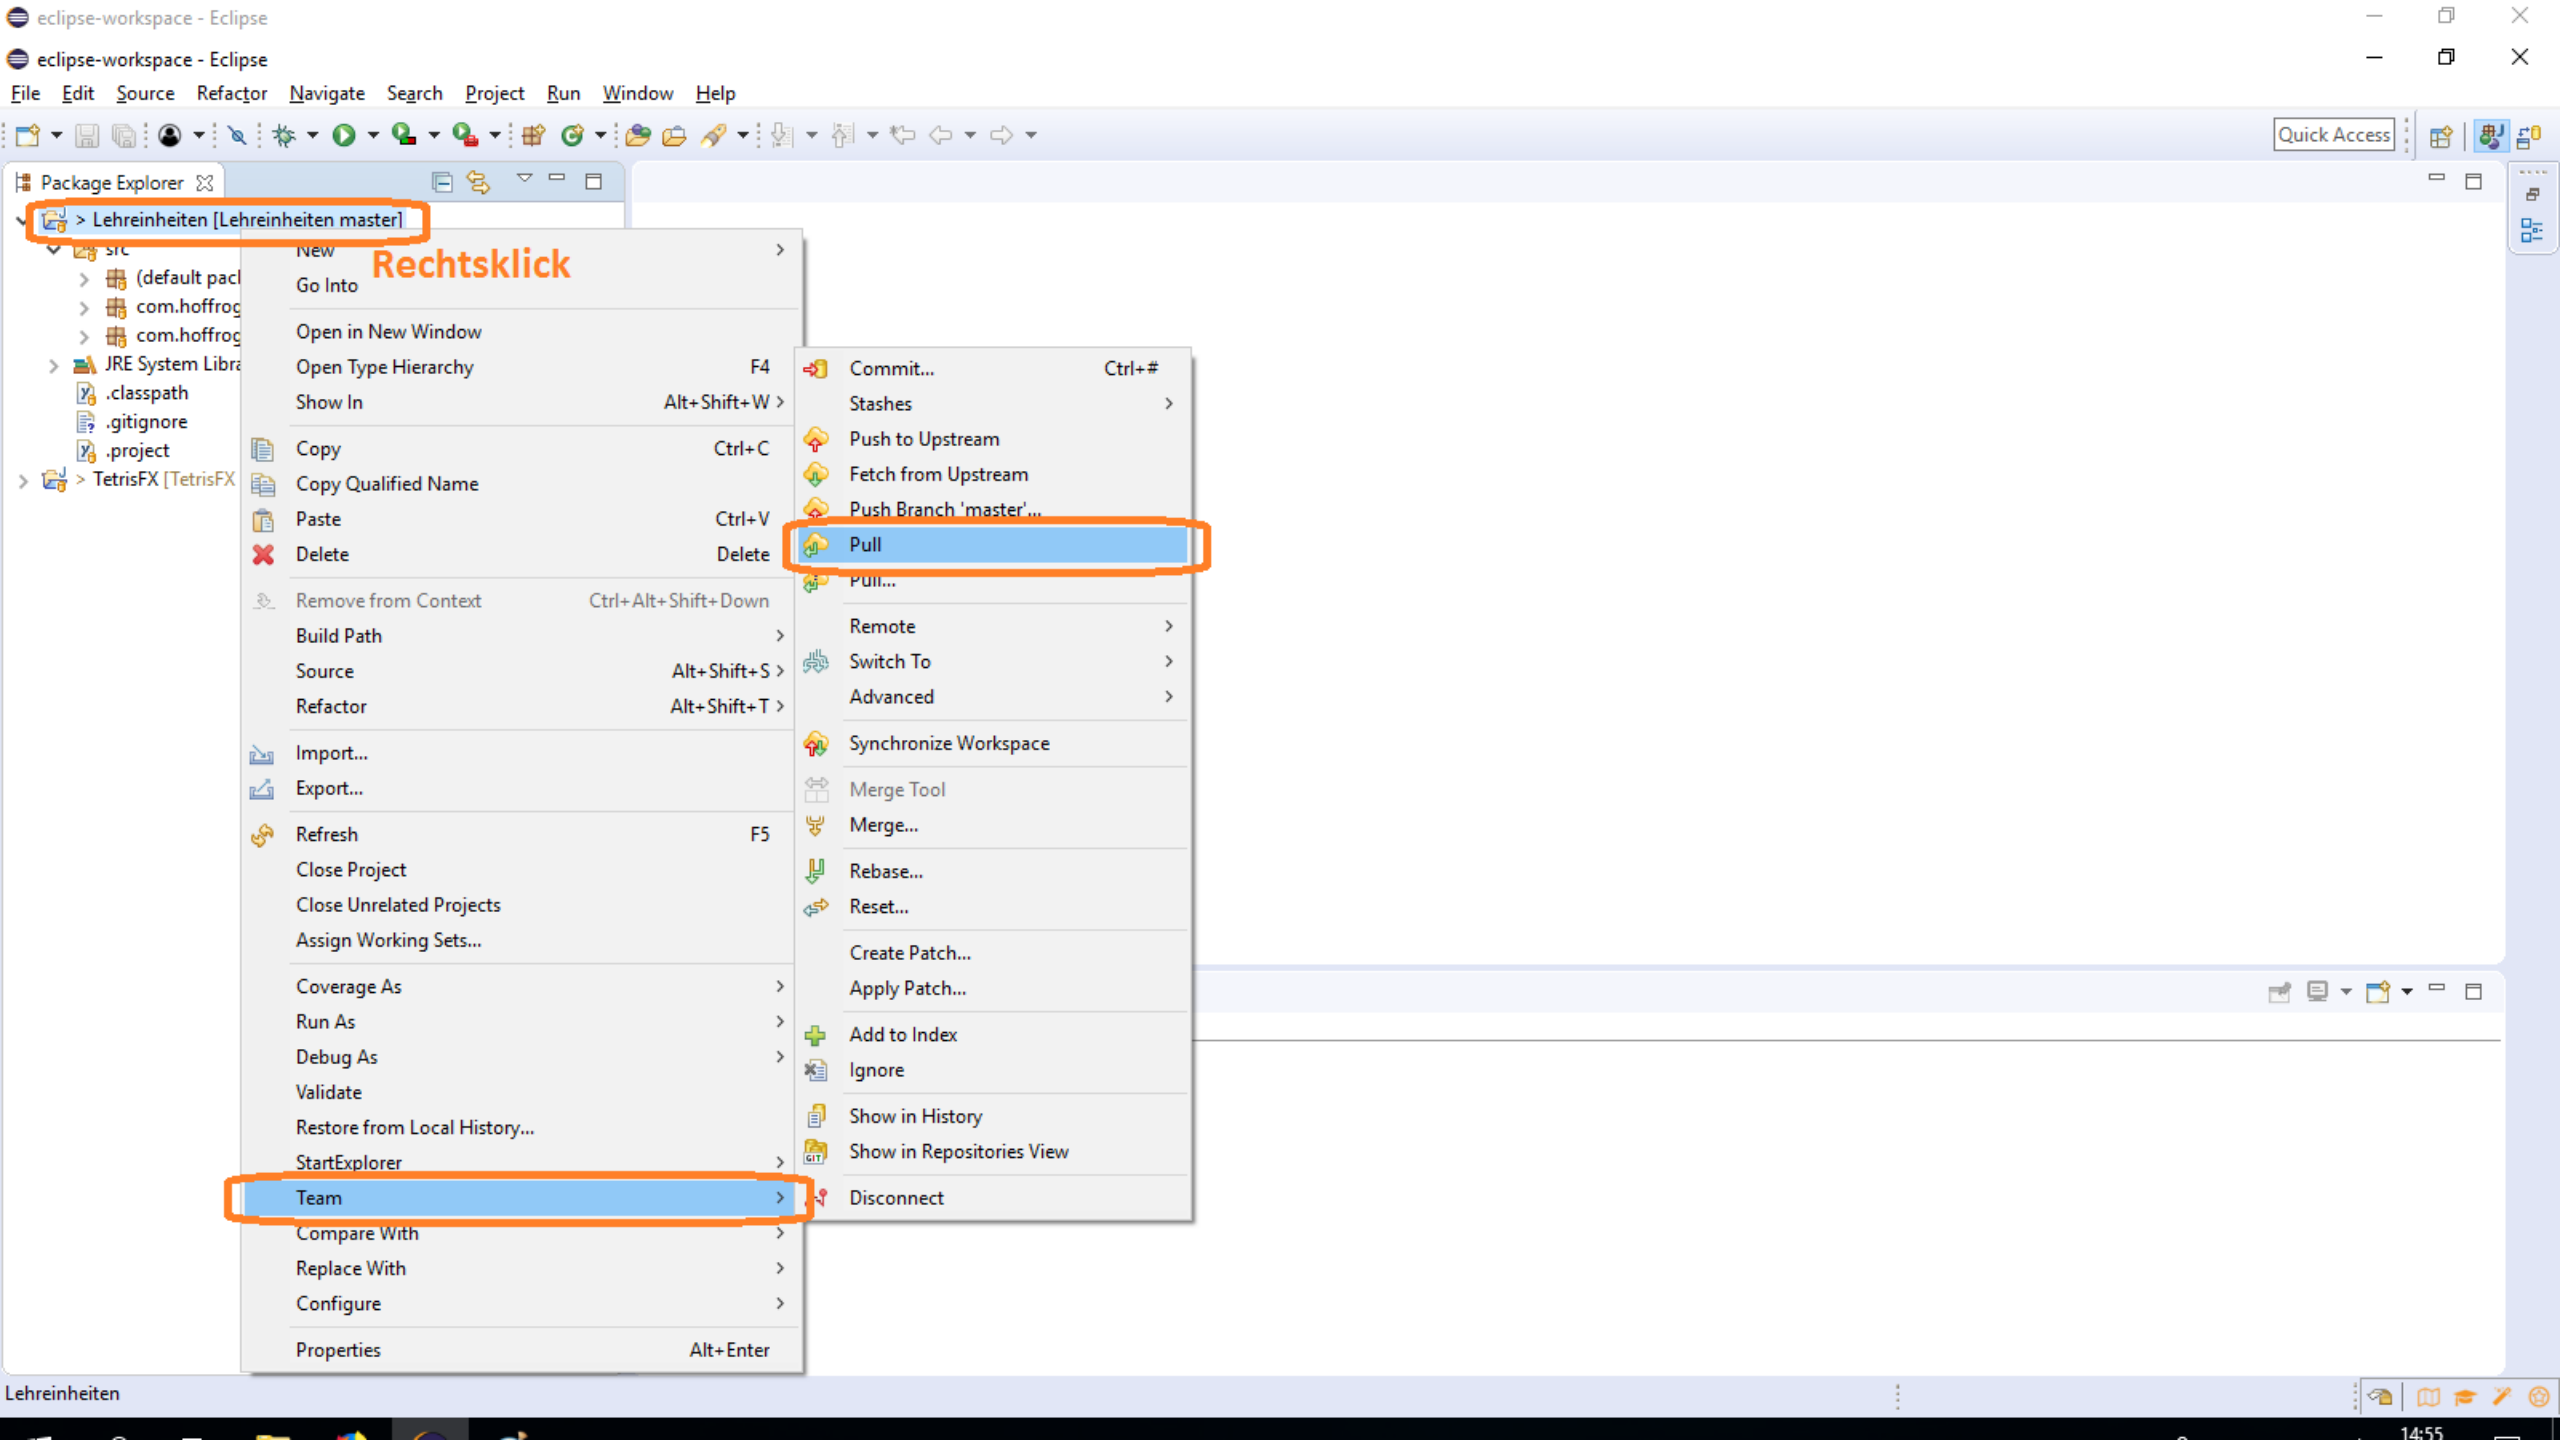 eclipse-workspace - Eclipse
eclipse-workspace - Eclipse
File Edit Source Refactor Navigate Search Project Run Window Help
Quick Access
Package Explorer
> Lehreinheiten [Lehreinheiten master]
src
(default pacl
com.hoffrog
com.hoffrog
JRE System Libra
.classpath
.gitignore
.project
> TetrisFX [TetrisFX
Rechtsklick
New
Go Into
Open in New Window
Open Type Hierarchy F4
Show In Alt+Shift+W >
Copy Ctrl+C
Copy Qualified Name
Paste Ctrl+V
Delete Delete
Remove from Context Ctrl+Alt+Shift+Down
Build Path
Source Alt+Shift+S >
Refactor Alt+Shift+T >
Import...
Export...
Refresh F5
Close Project
Close Unrelated Projects
Assign Working Sets...
Coverage As
Run As
Debug As
Validate
Restore from Local History...
StartExplorer
Team
Compare With
Replace With
Configure
Properties Alt+Enter
Commit... Ctrl+#
Stashes
Push to Upstream
Fetch from Upstream
Push Branch 'master'...
Pull
Pull...
Remote
Switch To
Advanced
Synchronize Workspace
Merge Tool
Merge...
Rebase...
Reset...
Create Patch...
Apply Patch...
Add to Index
Ignore
Show in History
Show in Repositories View
Disconnect
Lehreinheiten
14:55